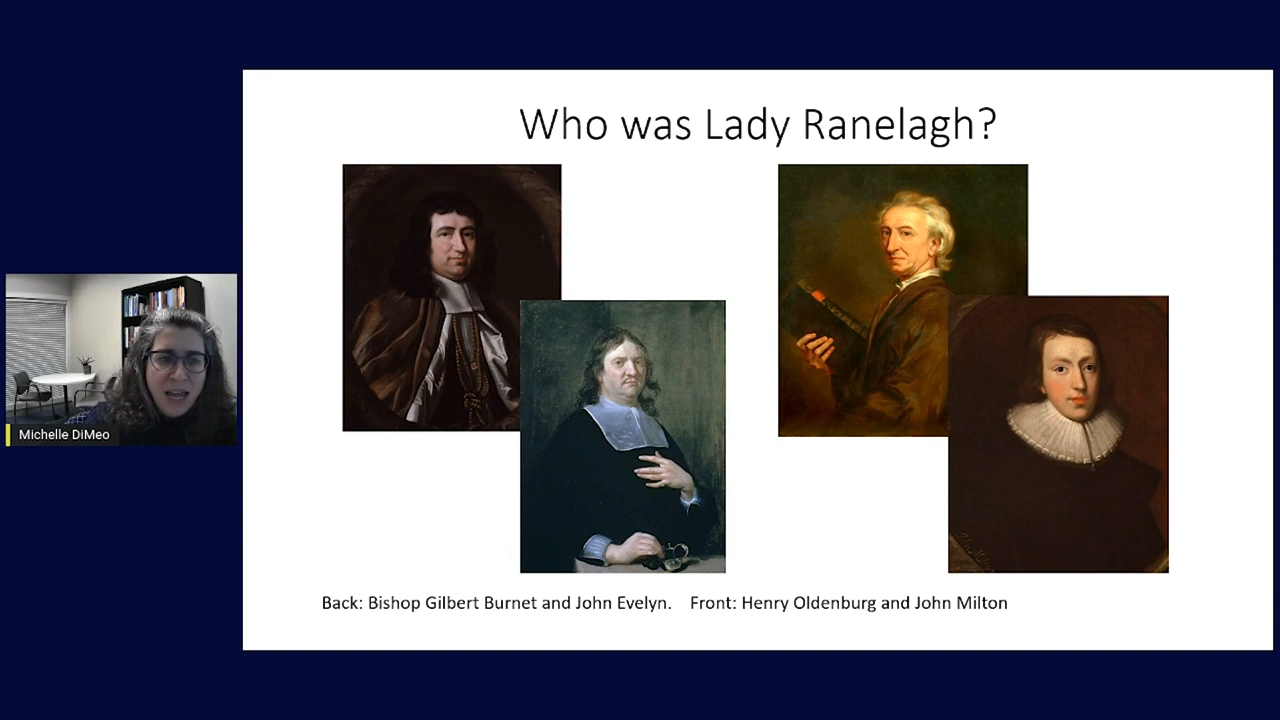 Who was Lady Ranelagh?
Michelle DiMeo
Back: Bishop Gilbert Burnet and John Evelyn. Front: Henry Oldenburg and John Milton